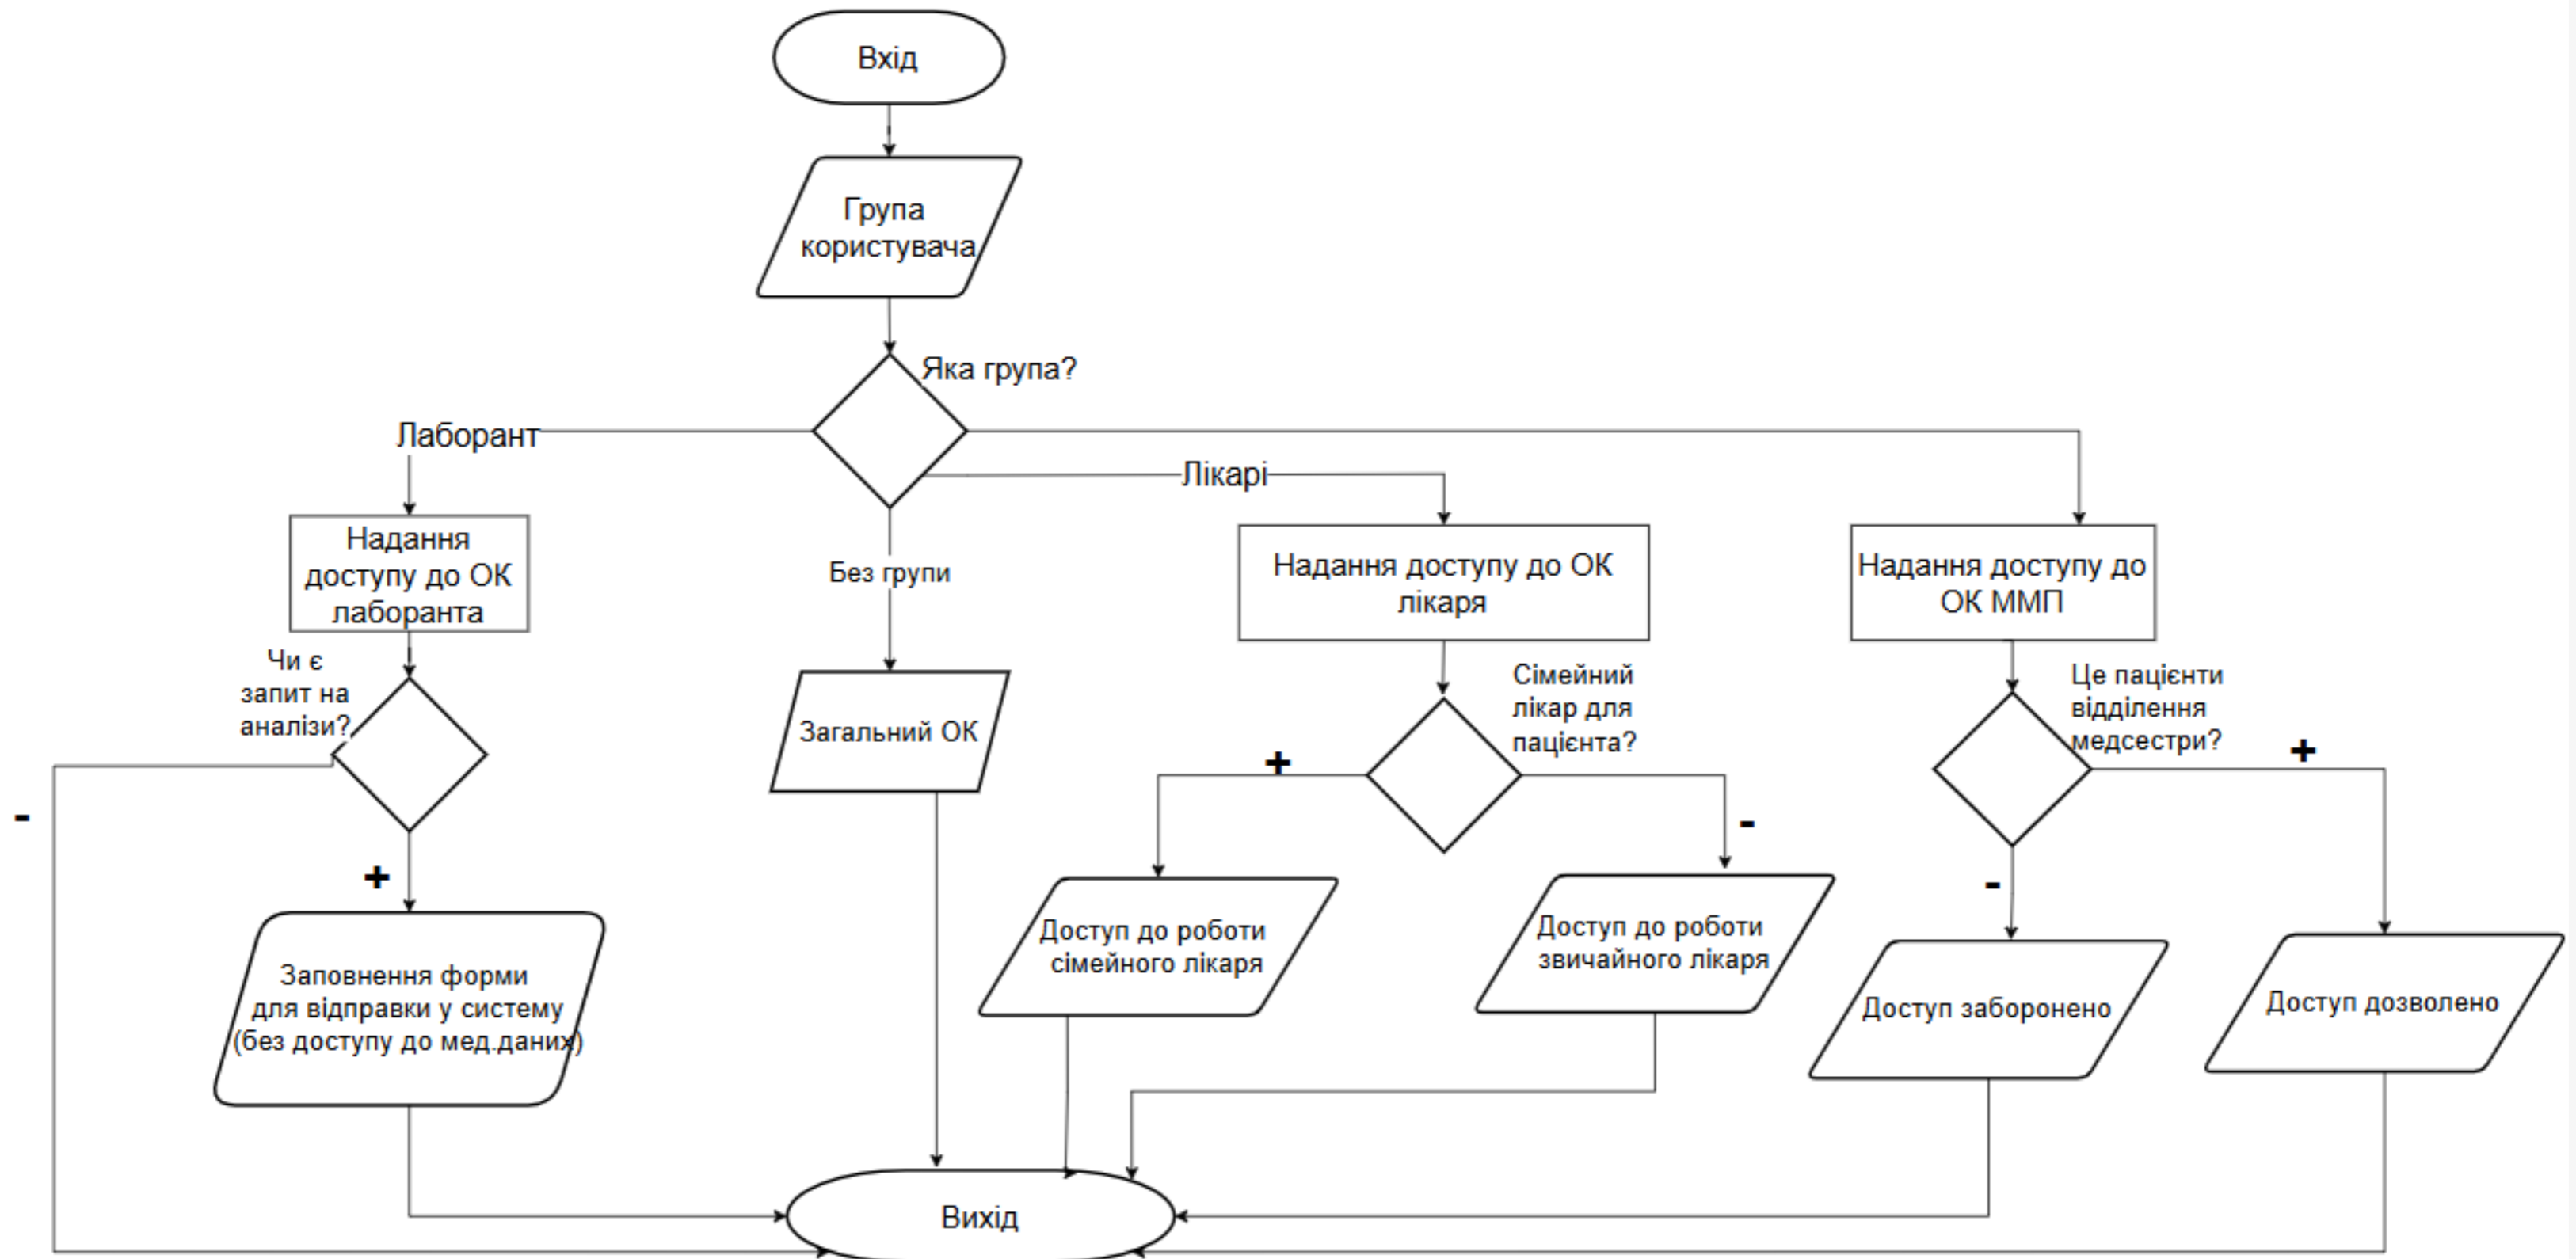 Вхід
Група
користувача
Яка група?
Лаборант
Лікарі
Надання
доступу до ОК
лаборанта
Без групи
Надання доступу до ОК
лікаря
Надання доступу до
ОК ММП
Чи є
запит на
аналізи?
Загальний ОК
Сімейний
лікар для
пацієнта?
Це пацієнти
відділення
медсестри?
+
+
-
-
+
-
Заповнення форми
для відправки у систему
(без доступу до мед.даних)
Доступ до роботи
сімейного лікаря
Доступ до роботи
звичайного лікаря
Доступ заборонено
Доступ дозволено
Вихід